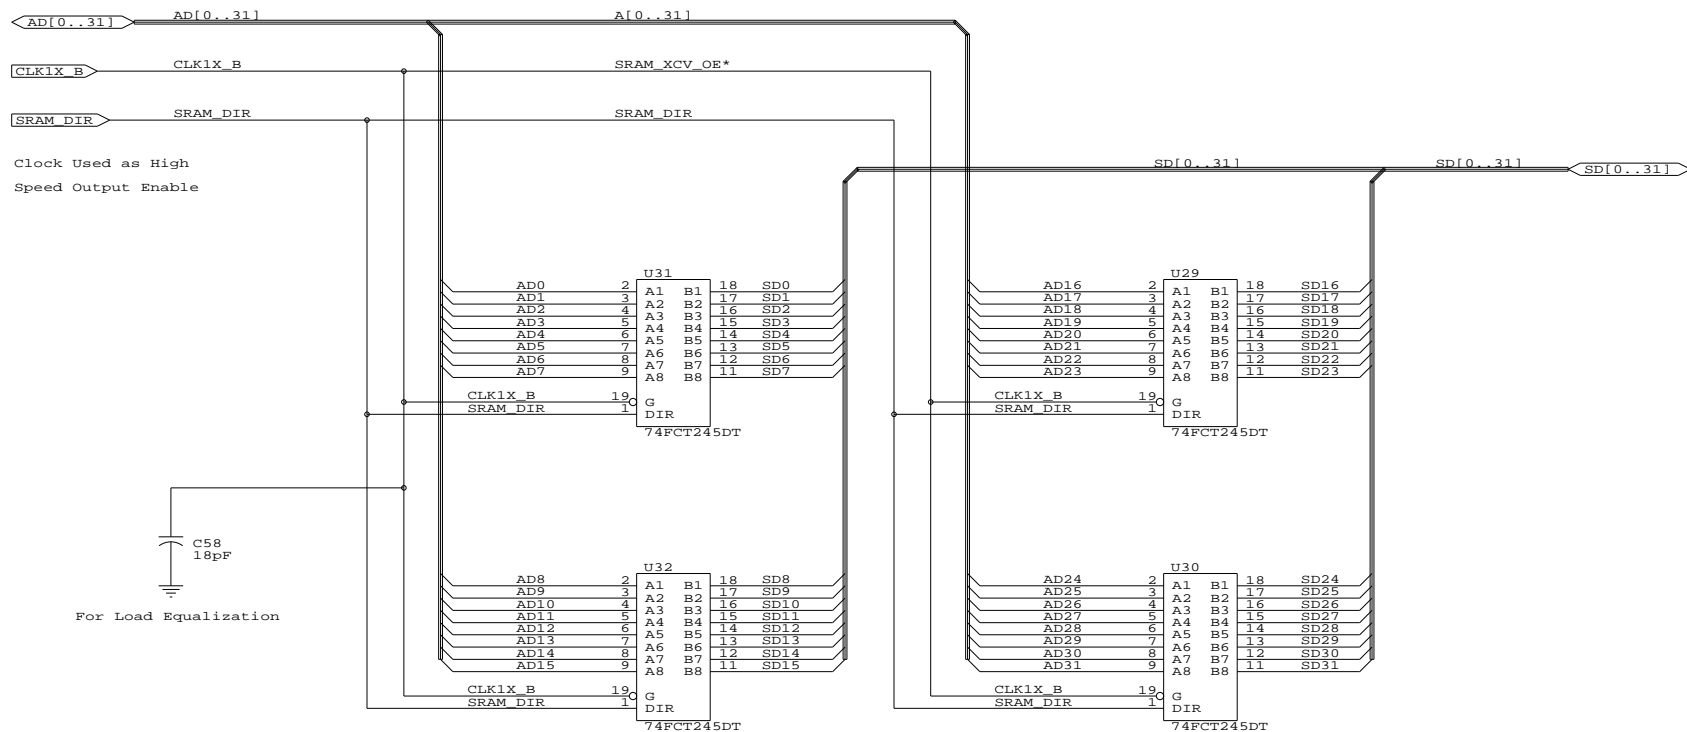 AD[0..31] AD[0..31] A[0..31]
CLK1X_B CLK1X_B SRAM_XCV_OE*
SRAM_DIR SRAM_DIR SRAM_DIR
Clock Used as High
Speed Output Enable
SD[0..31] SD[0..31] SD[0..31]
U31
AD0 2 A1 B1 18 SD0
AD1 3 A2 B2 17 SD1
AD2 4 A3 B3 16 SD2
AD3 5 A4 B4 15 SD3
AD4 6 A5 B5 14 SD4
AD5 7 A6 B6 13 SD5
AD6 8 A7 B7 12 SD6
AD7 9 A8 B8 11 SD7
CLK1X_B 19 G
SRAM_DIR 1 DIR
74FCT245DT
U29
AD16 2 A1 B1 18 SD16
AD17 3 A2 B2 17 SD17
AD18 4 A3 B3 16 SD18
AD19 5 A4 B4 15 SD19
AD20 6 A5 B5 14 SD20
AD21 7 A6 B6 13 SD21
AD22 8 A7 B7 12 SD22
AD23 9 A8 B8 11 SD23
CLK1X_B 19 G
SRAM_DIR 1 DIR
74FCT245DT
C58
18pF
For Load Equalization
U32
AD8 2 A1 B1 18 SD8
AD9 3 A2 B2 17 SD9
AD10 4 A3 B3 16 SD10
AD11 5 A4 B4 15 SD11
AD12 6 A5 B5 14 SD12
AD13 7 A6 B6 13 SD13
AD14 8 A7 B7 12 SD14
AD15 9 A8 B8 11 SD15
CLK1X_B 19 G
SRAM_DIR 1 DIR
74FCT245DT
U30
AD24 2 A1 B1 18 SD24
AD25 3 A2 B2 17 SD25
AD26 4 A3 B3 16 SD26
AD27 5 A4 B4 15 SD27
AD28 6 A5 B5 14 SD28
AD29 7 A6 B6 13 SD29
AD30 8 A7 B7 12 SD30
AD31 9 A8 B8 11 SD31
CLK1X_B 19 G
SRAM_DIR 1 DIR
74FCT245DT